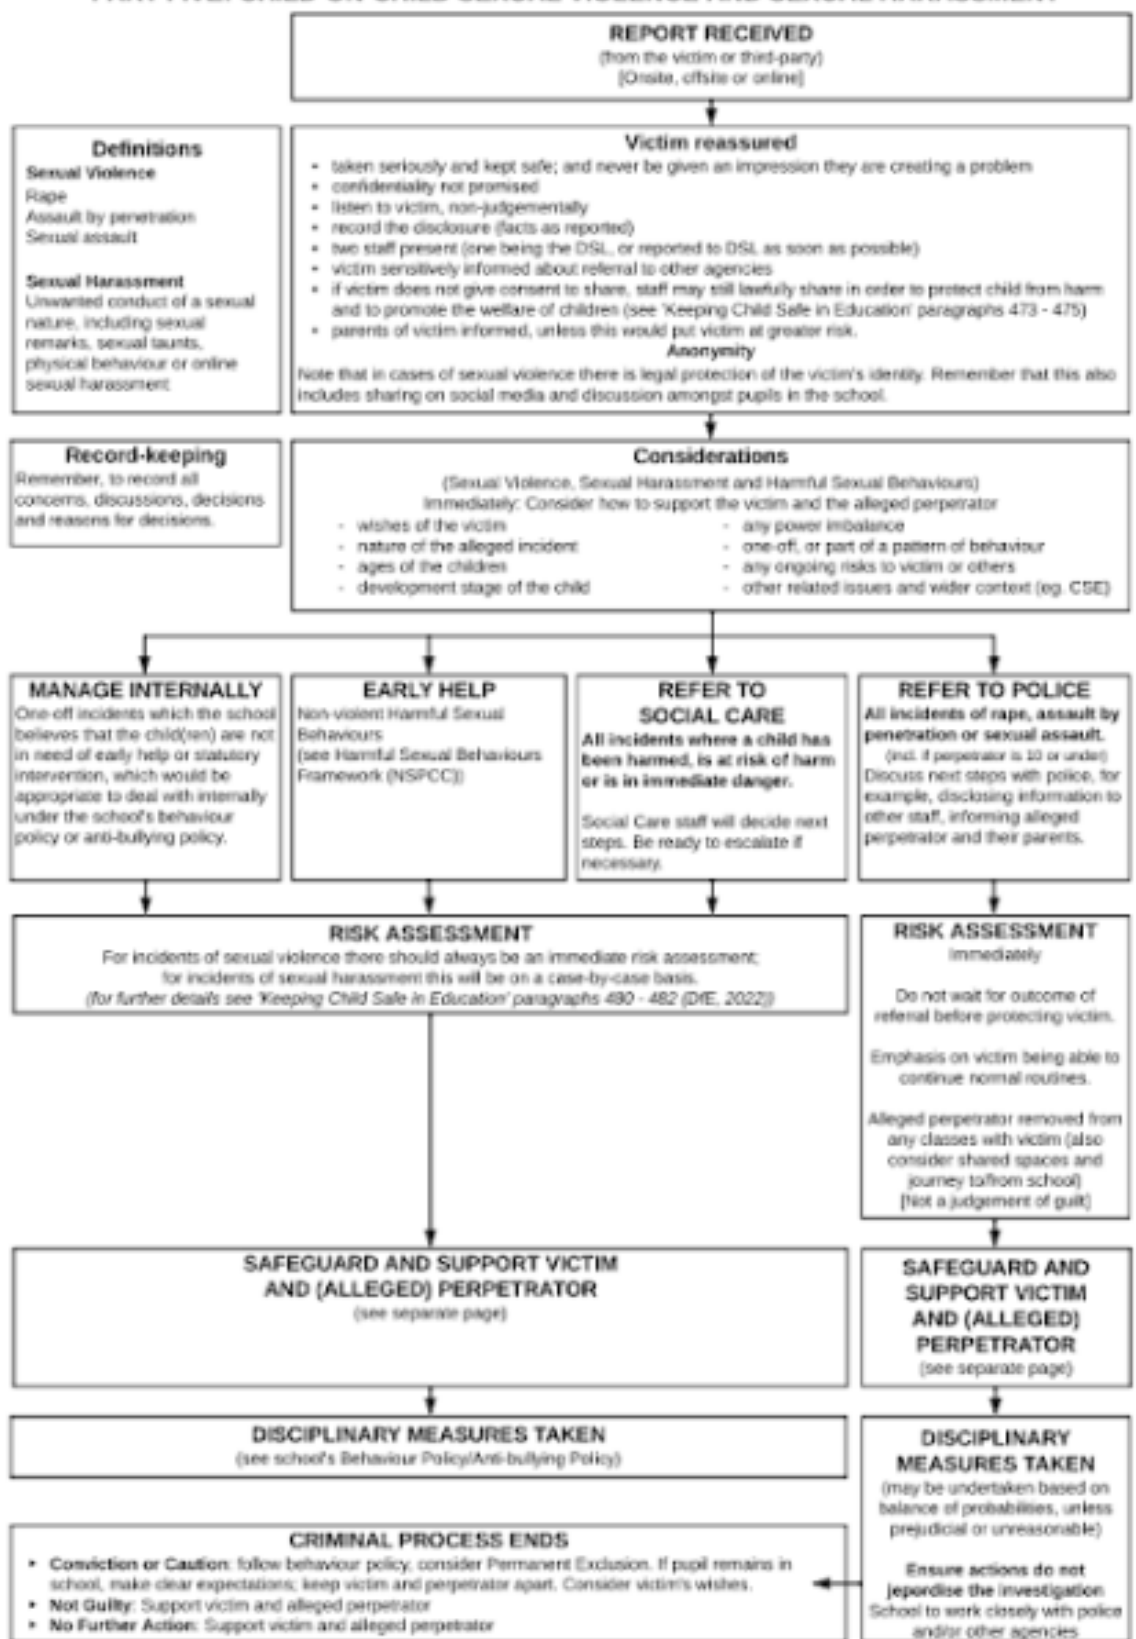 REPORT RECEIVED
(from the victim or third-party)
[Onsite, offsite or online]
Definitions
Sexual Violence
Rape
Assault by penetration
Sexual assault
Sexual Harassment
Unwanted conduct of a sexual
nature, including sexual
remarks, sexual taunts,
physical behaviour or online
sexual harassment
Victim reassured
• taken seriously and kept safe; and never be given an impression they are creating a problem
• confidentiality not promised
• listen to victim, non-judgementally
• record the disclosure (facts as reported)
• two staff present (one being the DSL, or reported to DSL as soon as possible)
• victim sensitively informed about referral to other agencies
• if victim does not give consent to share, staff may still lawfully share in order to protect child from harm
and to promote the welfare of children (see 'Keeping Child Safe in Education' paragraphs 473 - 475)
• parents of victim informed, unless this would put victim at greater risk.
Anonymity
Note that in cases of sexual violence there is legal protection of the victim's identity. Remember that this also
includes sharing on social media and discussion amongst pupils in the school.
Record-keeping
Remember, to record all
concerns, discussions, decisions
and reasons for decisions.
Considerations
(Sexual Violence, Sexual Harassment and Harmful Sexual Behaviours)
Immediately: Consider how to support the victim and the alleged perpetrator
- wishes of the victim
- nature of the alleged incident
- ages of the children
- development stage of the child
- any power imbalance
- one-off, or part of a pattern of behaviour
- any ongoing risks to victim or others
- other related issues and wider context (eg. CSE)
MANAGE INTERNALLY
One-off incidents which the school
believes that the child(ren) are not
in need of early help or statutory
intervention, which would be
appropriate to deal with internally
under the school's behaviour
policy or anti-bullying policy.
EARLY HELP
Non-violent Harmful Sexual
Behaviours
(see Harmful Sexual Behaviours
Framework (NSPCC))
REFER TO
SOCIAL CARE
All incidents where a child has
been harmed, is at risk of harm
or is in immediate danger.
Social Care staff will decide next
steps. Be ready to escalate if
necessary.
REFER TO POLICE
All incidents of rape, assault by
penetration or sexual assault.
(incl. if perpetrator is 10 or under)
Discuss next steps with police, for
example, disclosing information to
other staff, informing alleged
perpetrator and their parents.
RISK ASSESSMENT
For incidents of sexual violence there should always be an immediate risk assessment;
for incidents of sexual harassment this will be on a case-by-case basis.
(for further details see 'Keeping Child Safe in Education' paragraphs 480 - 482 (DfE, 2022))
RISK ASSESSMENT
Immediately
Do not wait for outcome of
referral before protecting victim.
Emphasis on victim being able to
continue normal routines.
Alleged perpetrator removed from
any classes with victim (also
consider shared spaces and
journey to/from school)
[Not a judgement of guilt]
SAFEGUARD AND SUPPORT VICTIM
AND (ALLEGED) PERPETRATOR
(see separate page)
SAFEGUARD AND
SUPPORT VICTIM
AND (ALLEGED)
PERPETRATOR
(see separate page)
DISCIPLINARY MEASURES TAKEN
(see school's Behaviour Policy/Anti-bullying Policy)
DISCIPLINARY
MEASURES TAKEN
(may be undertaken based on
balance of probabilities, unless
prejudicial or unreasonable)
Ensure actions do not
jepordise the investigation
School to work closely with police
and/or other agencies
CRIMINAL PROCESS ENDS
• Conviction or Caution: follow behaviour policy, consider Permanent Exclusion. If pupil remains in
school, make clear expectations; keep victim and perpetrator apart. Consider victim's wishes.
• Not Guilty: Support victim and alleged perpetrator
• No Further Action: Support victim and alleged perpetrator